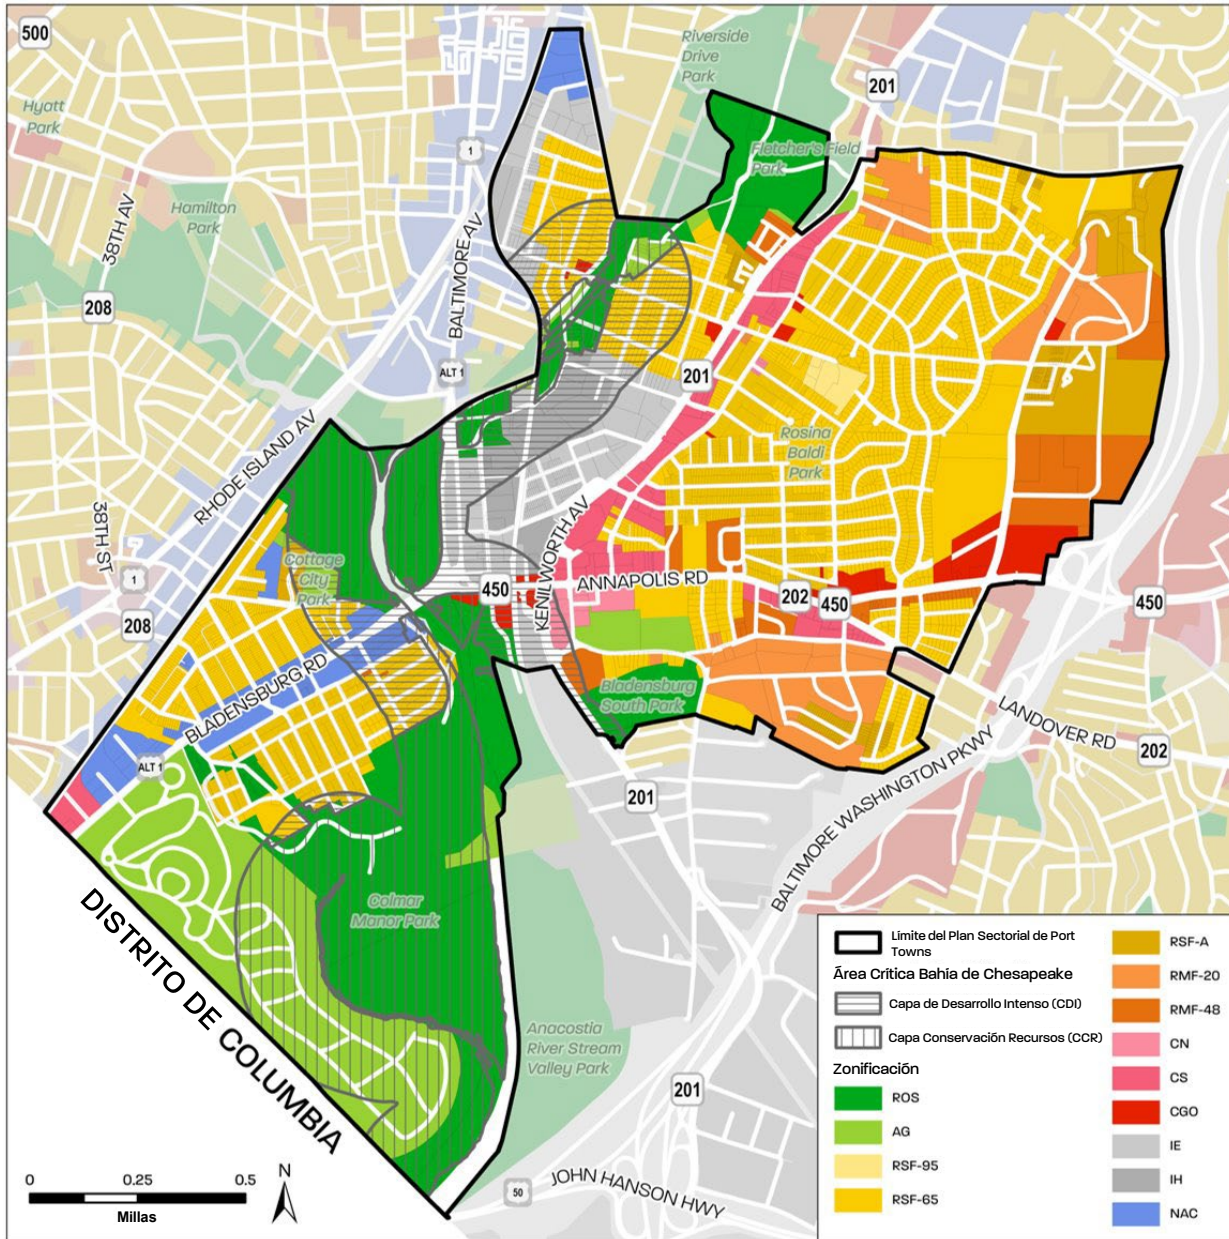 500
Riverside
Drive
Park
201
Hyatt
Park
1
Fletcher's Field
Park
38TH AV
Hamilton
Park
BALTIMORE AV
208
ALT 1
201
RHODE ISLAND AV
Rosina
Baldi
Park
38TH ST
1
208
Cottage
City
Park
450
KENILWORTH AV
ANNAPOLIS RD
202
450
450
BLADENSBURG RD
Bladensburg
South Park
LANDOVER RD
202
ALT 1
201
BALTIMORE WASHINGTON PKWY
Colmar
Manor Park
DISTRITO DE COLUMBIA
Anacostia
River Stream
Valley Park
201
50
JOHN HANSON HWY
0 0.25 0.5
Millas
N
Limite del Plan Sectorial de Port
Towns
Área Crítica Bahía de Chesapeake
Capa de Desarrollo Intenso (CDI)
Capa Conservación Recursos (CCR)
Zonificación
ROS
AG
RSF-95
RSF-65
RSF-A
RMF-20
RMF-48
CN
CS
CGO
IE
IH
NAC